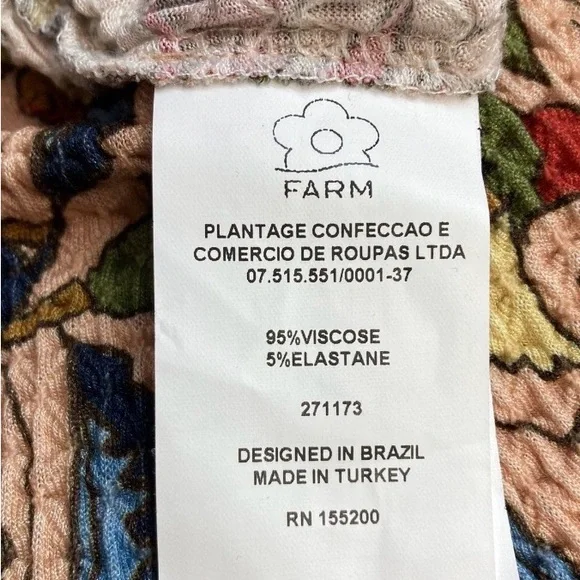 FARM
PLANTAGE CONFECCAO E
COMERCIO DE ROUPAS LTDA
07.515.551/0001-37
95%VISCOSE
5%ELASTANE
271173
DESIGNED IN BRAZIL
MADE IN TURKEY
RN 155200